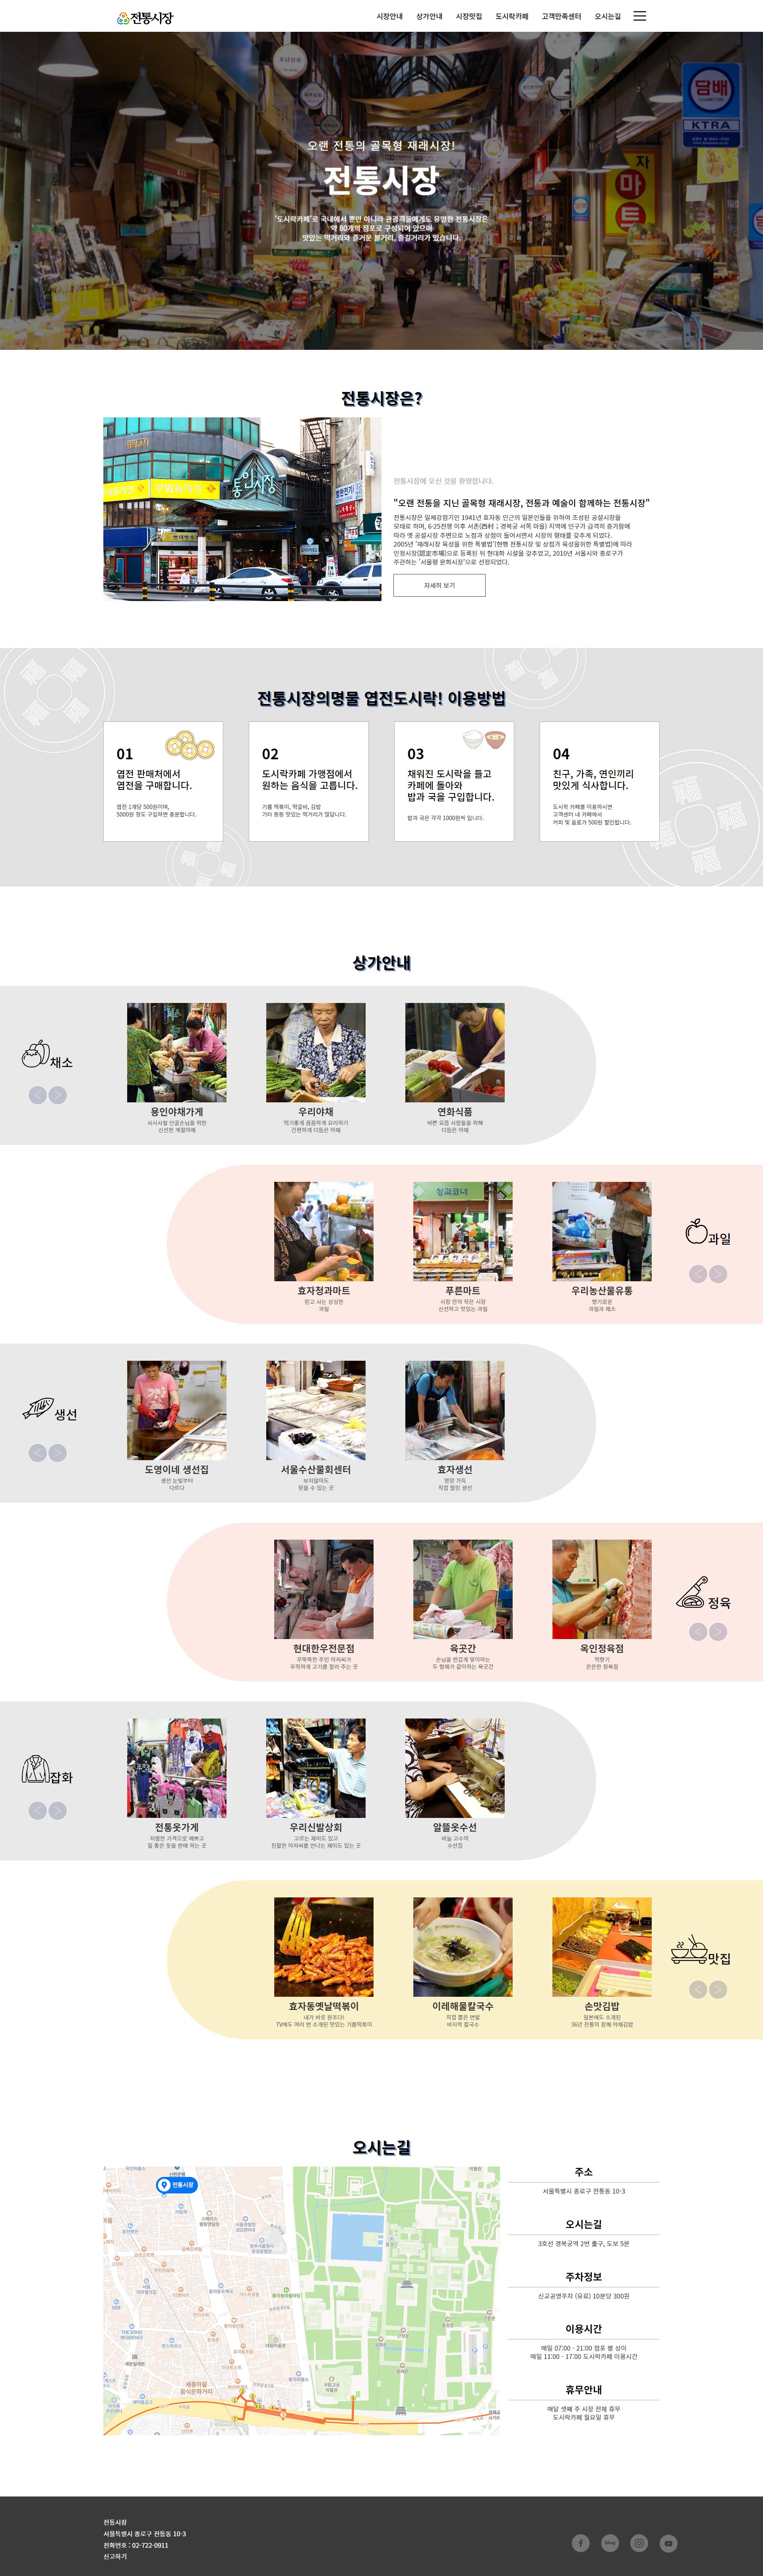 전통시장
시장안내 상가안내 시장맛집 도시락카페 고객만족센터 오시는길
담배
CIGARETTES
KTRA
오랜 전통의 골목형 재래시장!
전통시장
'도시락카페'로 국내에서 뿐만 아니라 관광객들에게도 유명한 전통시장은
약 80개의 점포로 구성되어 있으며
맛있는 먹거리와 즐거운 볼거리, 즐길거리가 있습니다.
전통시장은?
통인시장
전통시장에 오신 것을 환영합니다.
"오랜 전통을 지닌 골목형 재래시장, 전통과 예술이 함께하는 전통시장"
전통시장은 일제강점기인 1941년 효자동 인근의 일본인들을 위하여 조성된 공설시장을
모태로 하며, 6·25전쟁 이후 서촌(西村 ; 경복궁 서쪽 마을) 지역에 인구가 급격히 증가함에
따라 옛 공설시장 주변으로 노점과 상점이 들어서면서 시장의 형태를 갖추게 되었다.
2005년 '재래시장 육성을 위한 특별법'(현행 전통시장 및 상점가 육성을위한 특별법)에 따라
인정시장(認定市場)으로 등록된 뒤 현대화 시설을 갖추었고, 2010년 서울시와 종로구가
주관하는 '서울형 문화시장'으로 선정되었다.
자세히 보기
전통시장의명물 엽전도시락! 이용방법
01
엽전 판매처에서
엽전을 구매합니다.
엽전 1개당 500원이며,
5000원 정도 구입하면 충분합니다.
02
도시락카페 가맹점에서
원하는 음식을 고릅니다.
기름 떡볶이, 떡갈비, 김밥
기타 등등 맛있는 먹거리가 많답니다.
03
채워진 도시락을 들고
카페에 돌아와
밥과 국을 구입합니다.
밥과 국은 각각 1000원씩 입니다.
04
친구, 가족, 연인끼리
맛있게 식사합니다.
도시락 카페를 이용하시면
고객센터 내 카페에서
커피 및 음료가 500원 할인됩니다.
상가안내
채소
용인야채가게
사시사철 단골손님을 위한
신선한 계절야채
우리야채
먹기좋게 꼼꼼하게 요리하기
간편하게 다듬은 야채
연화식품
바쁜 요즘 사람들을 위해
다듬은 야채
과일
효자청과마트
믿고 사는 싱싱한
과일
푸른마트
시장 안의 작은 시장
신선하고 맛있는 과일
우리농산물유통
향기로운
과일과 채소
생선
도영이네 생선집
생선 눈빛부터
다르다
서울수산물회센터
보지않아도
믿을 수 있는 곳
효자생선
영양 가득
직접 말린 생선
정육
현대한우전문점
무뚝뚝한 주인 아저씨가
우직하게 고기를 잘라 주는 곳
육곳간
손님을 반갑게 맞이하는
두 형제가 같이하는 육곳간
옥인정육점
먹향기
은은한 정육점
잡화
전통옷가게
저렴한 가격으로 예쁘고
질 좋은 옷을 판매 하는 곳
우리신발상회
고르는 재미도 있고
친절한 아저씨를 만나는 재미도 있는 곳
알뜰옷수선
바늘 고수의
수선집
맛집
효자동옛날떡볶이
내가 바로 원조다!
TV에도 여러 번 소개된 맛있는 기름떡볶이
이레해물칼국수
직접 뽑은 면발
바지락 칼국수
손맛김밥
일본에도 소개된
36년 전통의 참깨 야채김밥
오시는길
전통시장
세종마을
음식문화거리
주소
서울특별시 종로구 전통동 10-3
오시는길
3호선 경복궁역 2번 출구, 도보 5분
주차정보
신교공영주차 (유료) 10분당 300원
이용시간
매일 07:00 - 21:00 점포 별 상이
매일 11:00 - 17:00 도시락카페 이용시간
휴무안내
매달 셋째 주 시장 전체 휴무
도시락카페 월요일 휴무
전통시장
서울특별시 종로구 전통동 10-3
전화번호 : 02-722-0911
신고하기
blog